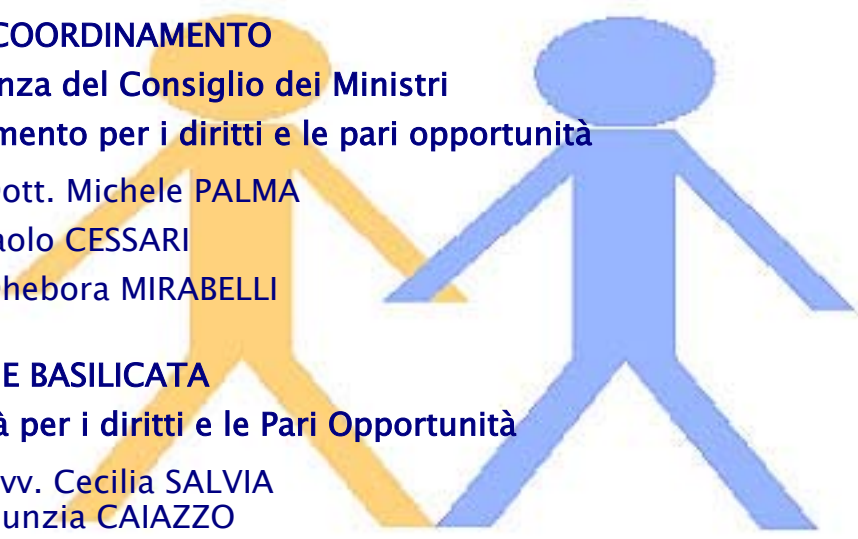 COORDINAMENTO
nza del Consiglio dei Ministri
mento per i diritti e le pari opportunità
ott. Michele PALMA
aolo CESSARI
hebora MIRABELLI
E BASILICATA
à per i diritti e le Pari Opportunità
vv. Cecilia SALVIA
unzia CAIAZZO